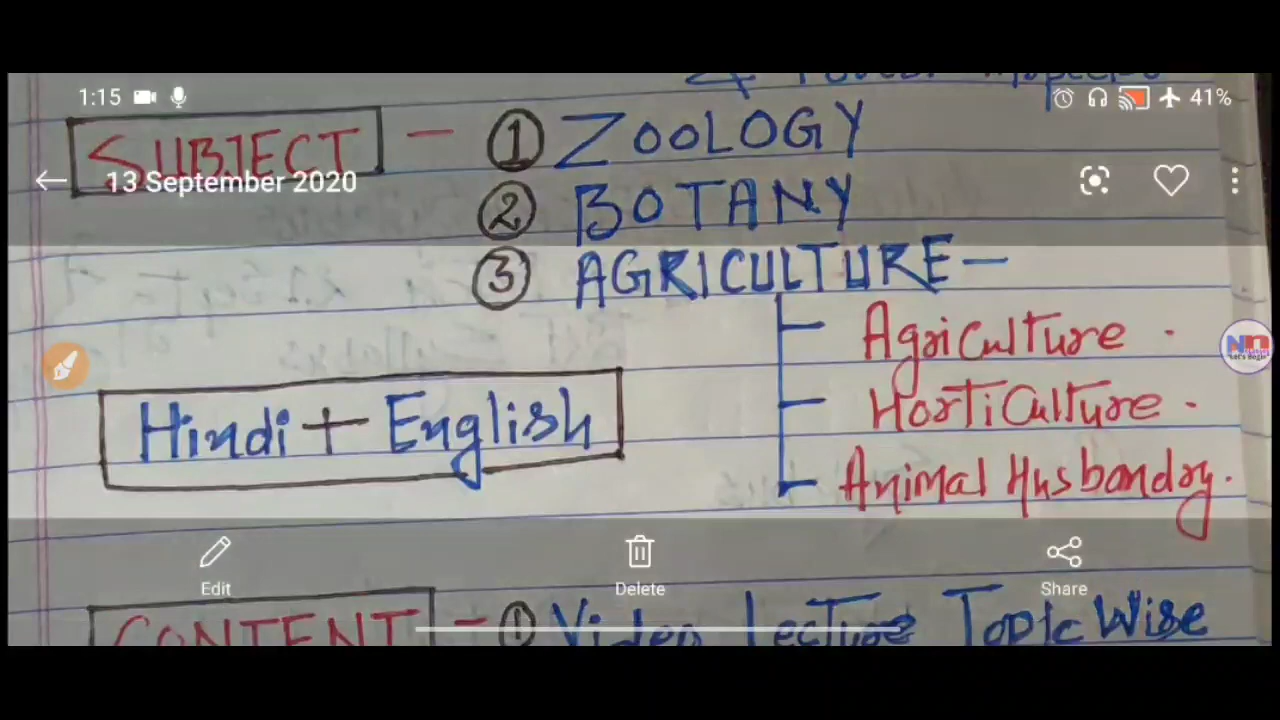 1:15 41%
SUBJECT - ① ZOOLOGY
13 September 2020
② BOTANY
③ AGRICULTURE -
Agriculture .
Horticulture .
Hindi + English
Animal Husbandry.
Edit Delete Share
CONTENT - ① Video Lecture Topic Wise